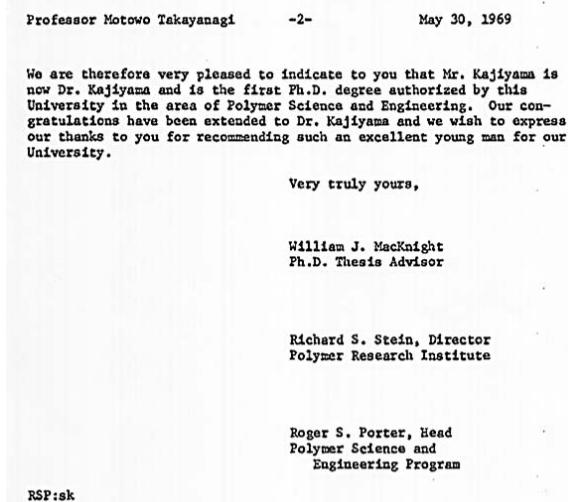 Professor Motowo Takayanagi -2- May 30, 1969
We are therefore very pleased to indicate to you that Mr. Kajiyama is
now Dr. Kajiyama and is the first Ph.D. degree authorized by this
University in the area of Polymer Science and Engineering. Our con-
gratulations have been extended to Dr. Kajiyama and we wish to express
our thanks to you for recommending such an excellent young man for our
University.
Very truly yours,
William J. MacKnight
Ph.D. Thesis Advisor
Richard S. Stein, Director
Polymer Research Institute
Roger S. Porter, Head
Polymer Science and
Engineering Program
RSP:sk